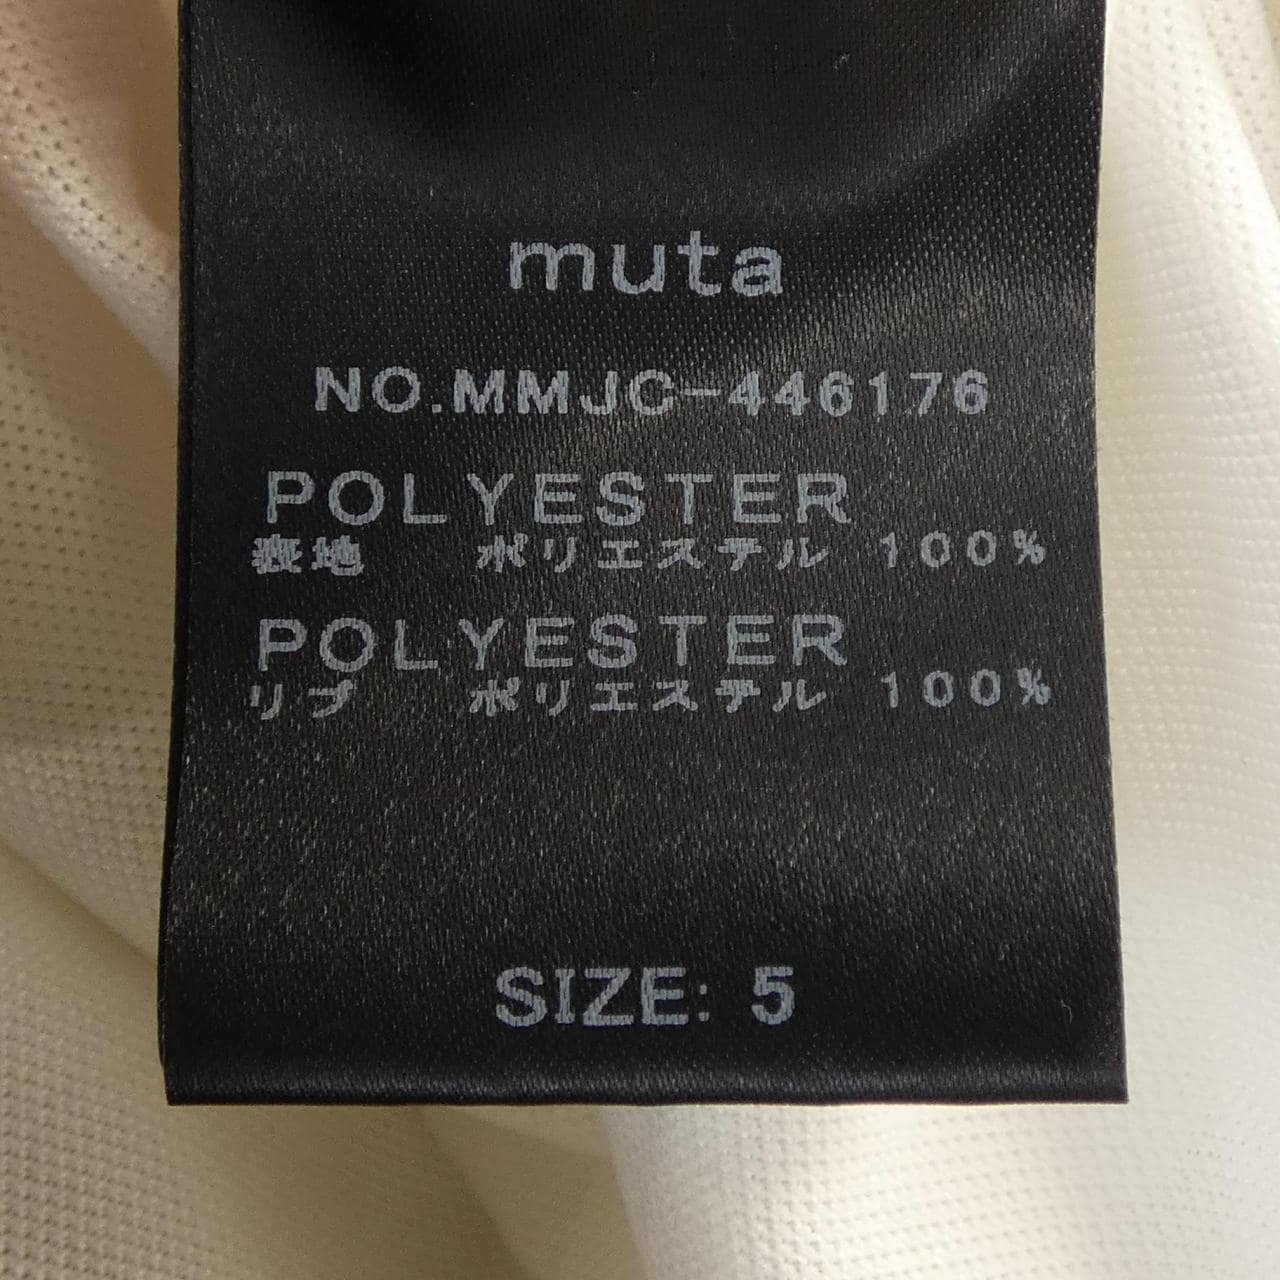 muta
NO.MMJC-446176
POLYESTER
表地 ポリエステル 100%
POLYESTER
リブ ポリエステル 100%
SIZE: 5